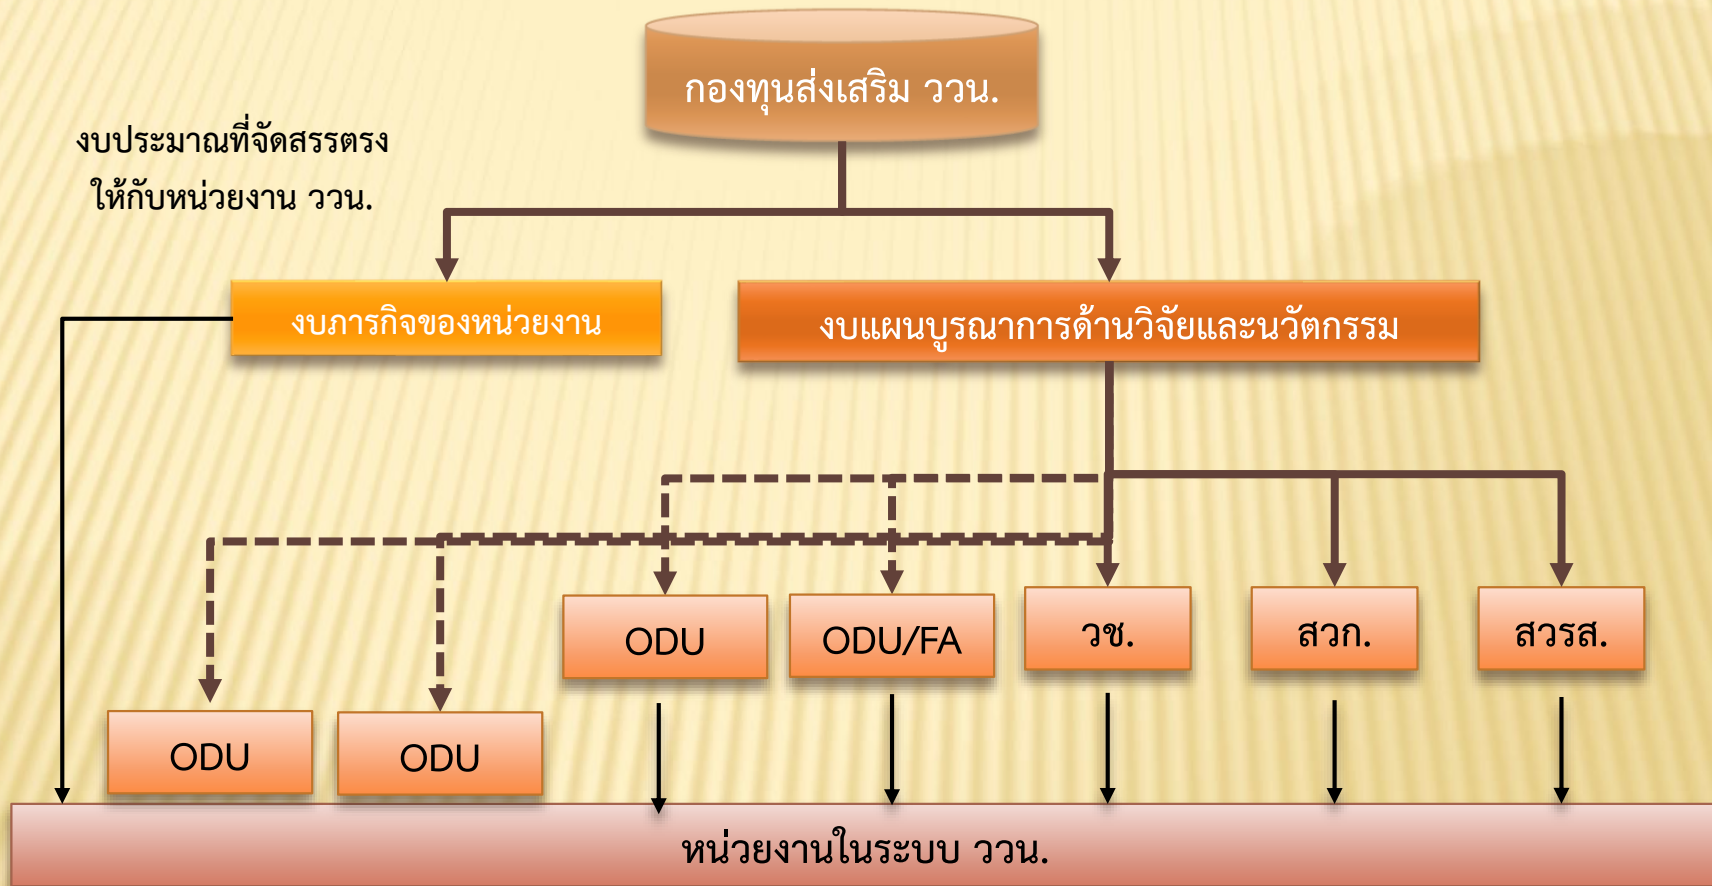 กองทุนส่งเสริม ววน.
งบประมาณที่จัดสรรตรง
ให้กับหน่วยงาน ววน.
งบภารกิจของหน่วยงาน
งบแผนบูรณาการด้านวิจัยและนวัตกรรม
ODU
ODU/FA
วช.
สวก.
สวรส.
ODU
ODU
หน่วยงานในระบบ ววน.